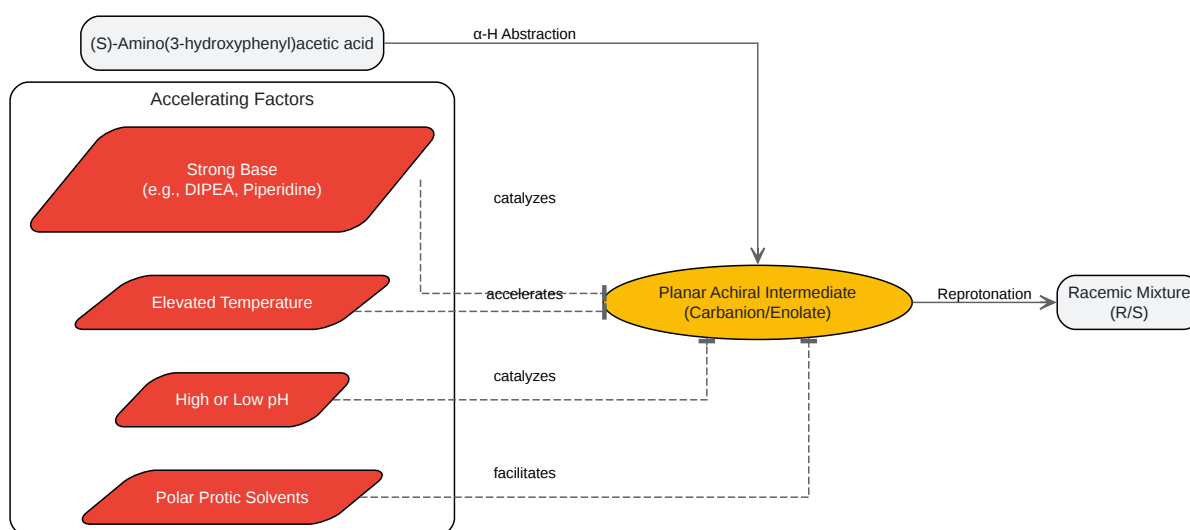 (S)-Amino(3-hydroxyphenyl)acetic acid
α-H Abstraction
Accelerating Factors
Strong Base
(e.g., DIPEA, Piperidine)
catalyzes
Elevated Temperature
accelerates
Planar Achiral Intermediate
(Carbanion/Enolate)
Reprotonation
Racemic Mixture
(R/S)
High or Low pH
catalyzes
Polar Protic Solvents
facilitates